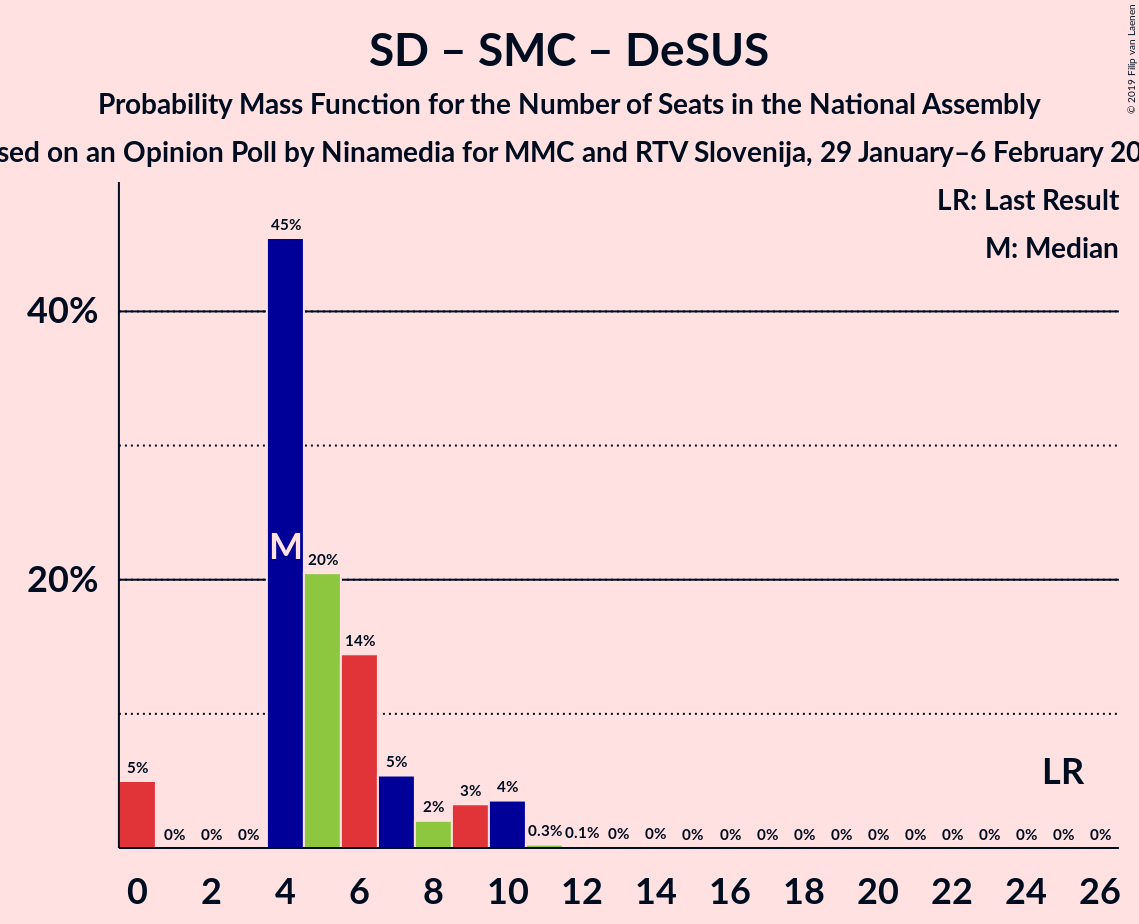 SD – SMC – DeSUS
Probability Mass Function for the Number of Seats in the National Assembly
sed on an Opinion Poll by Ninamedia for MMC and RTV Slovenija, 29 January–6 February 20
© 2019 Filip van Laenen
LR: Last Result
M: Median
45%
40%
M
20%
20%
14%
5%
5%
4%
3%
2%
LR
0% 0% 0% 0.3% 0.1% 0% 0% 0% 0% 0% 0% 0% 0% 0% 0% 0% 0% 0% 0%
0 2 4 6 8 10 12 14 16 18 20 22 24 26